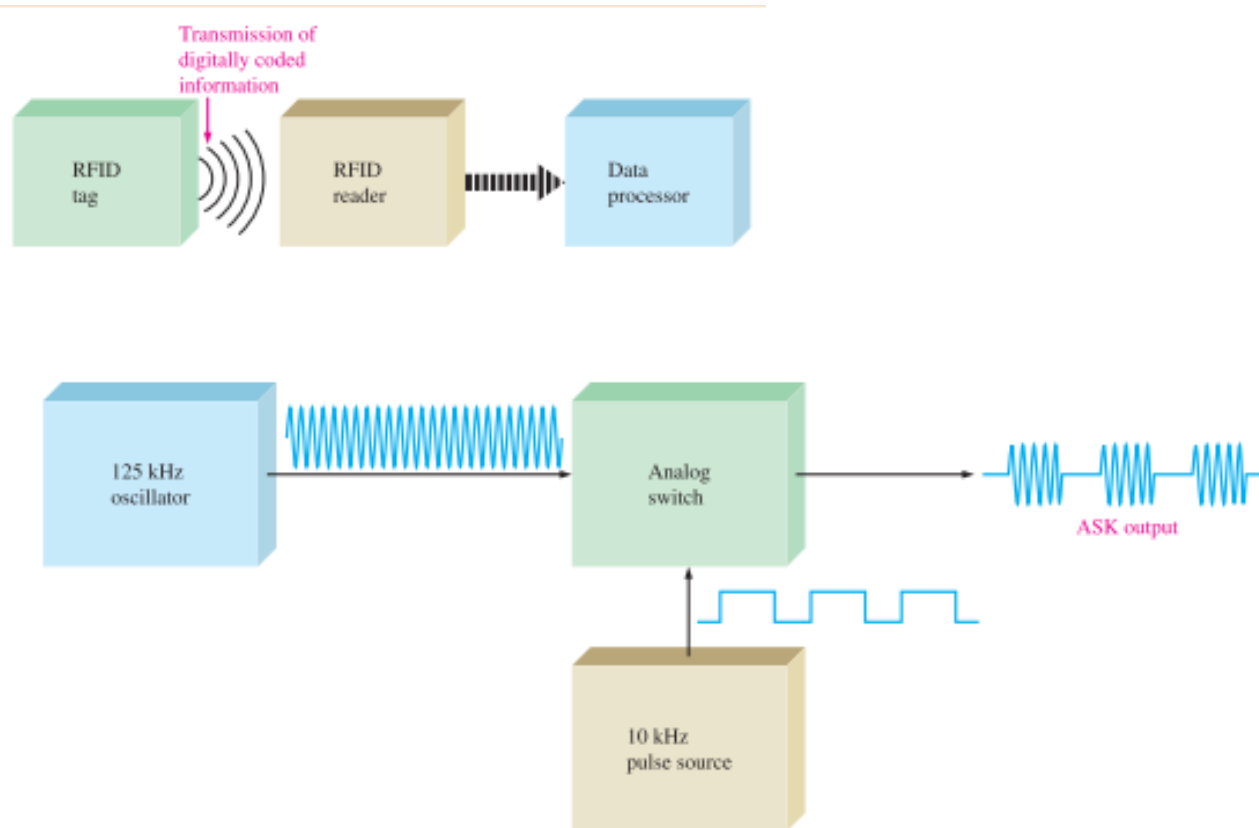 Transmission of
digitally coded
information
RFID
tag
RFID
reader
Data
processor
125 kHz
oscillator
Analog
switch
ASK output
10 kHz
pulse source